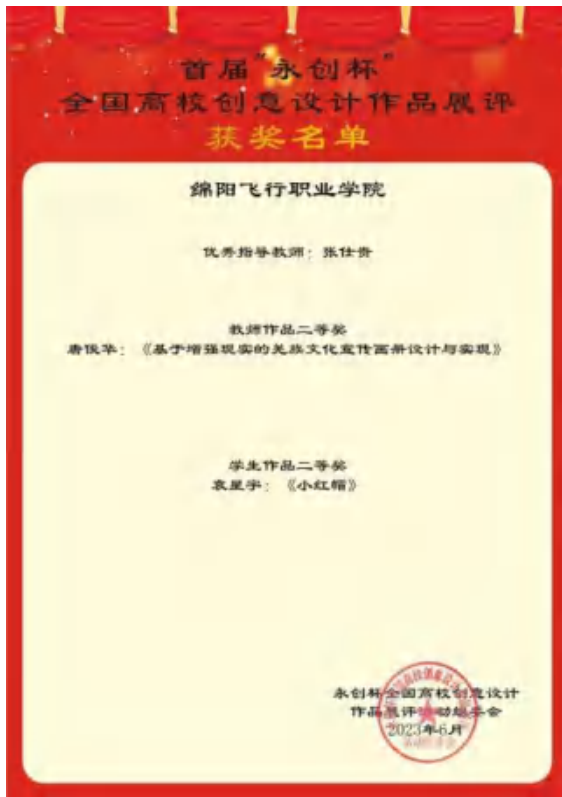 首届"永创杯"
全国高校创意设计作品展评
获奖名单
绵阳飞行职业学院
优秀指导教师：张仕贵
教师作品二等奖
唐俊华：《基于增强现实的羌族文化宣传画册设计与实现》
学生作品二等奖
袁星宇：《小红帽》
永创杯全国高校创意设计
作品展评活动组委会
2023年6月